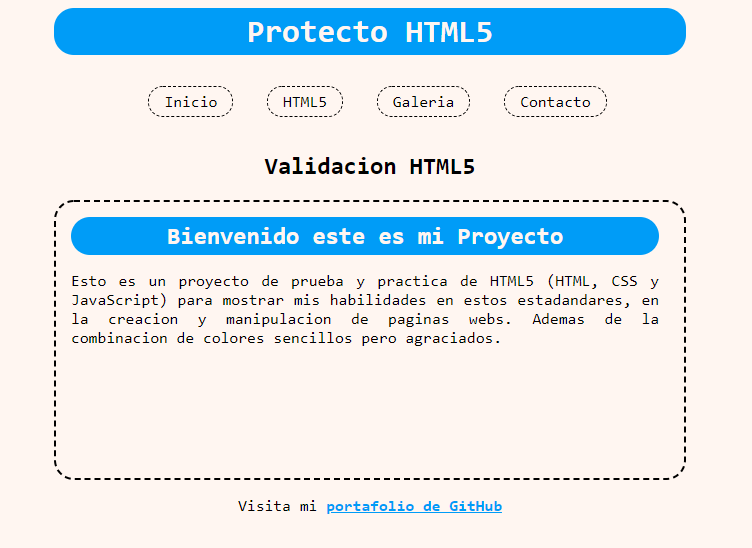 Protecto HTML5
Inicio HTML5 Galeria Contacto
Validacion HTML5
Bienvenido este es mi Proyecto
Esto es un proyecto de prueba y practica de HTML5 (HTML, CSS y
JavaScript) para mostrar mis habilidades en estos estadandares, en
la creacion y manipulacion de paginas webs. Ademas de la
combinacion de colores sencillos pero agraciados.
Visita mi portafolio de GitHub